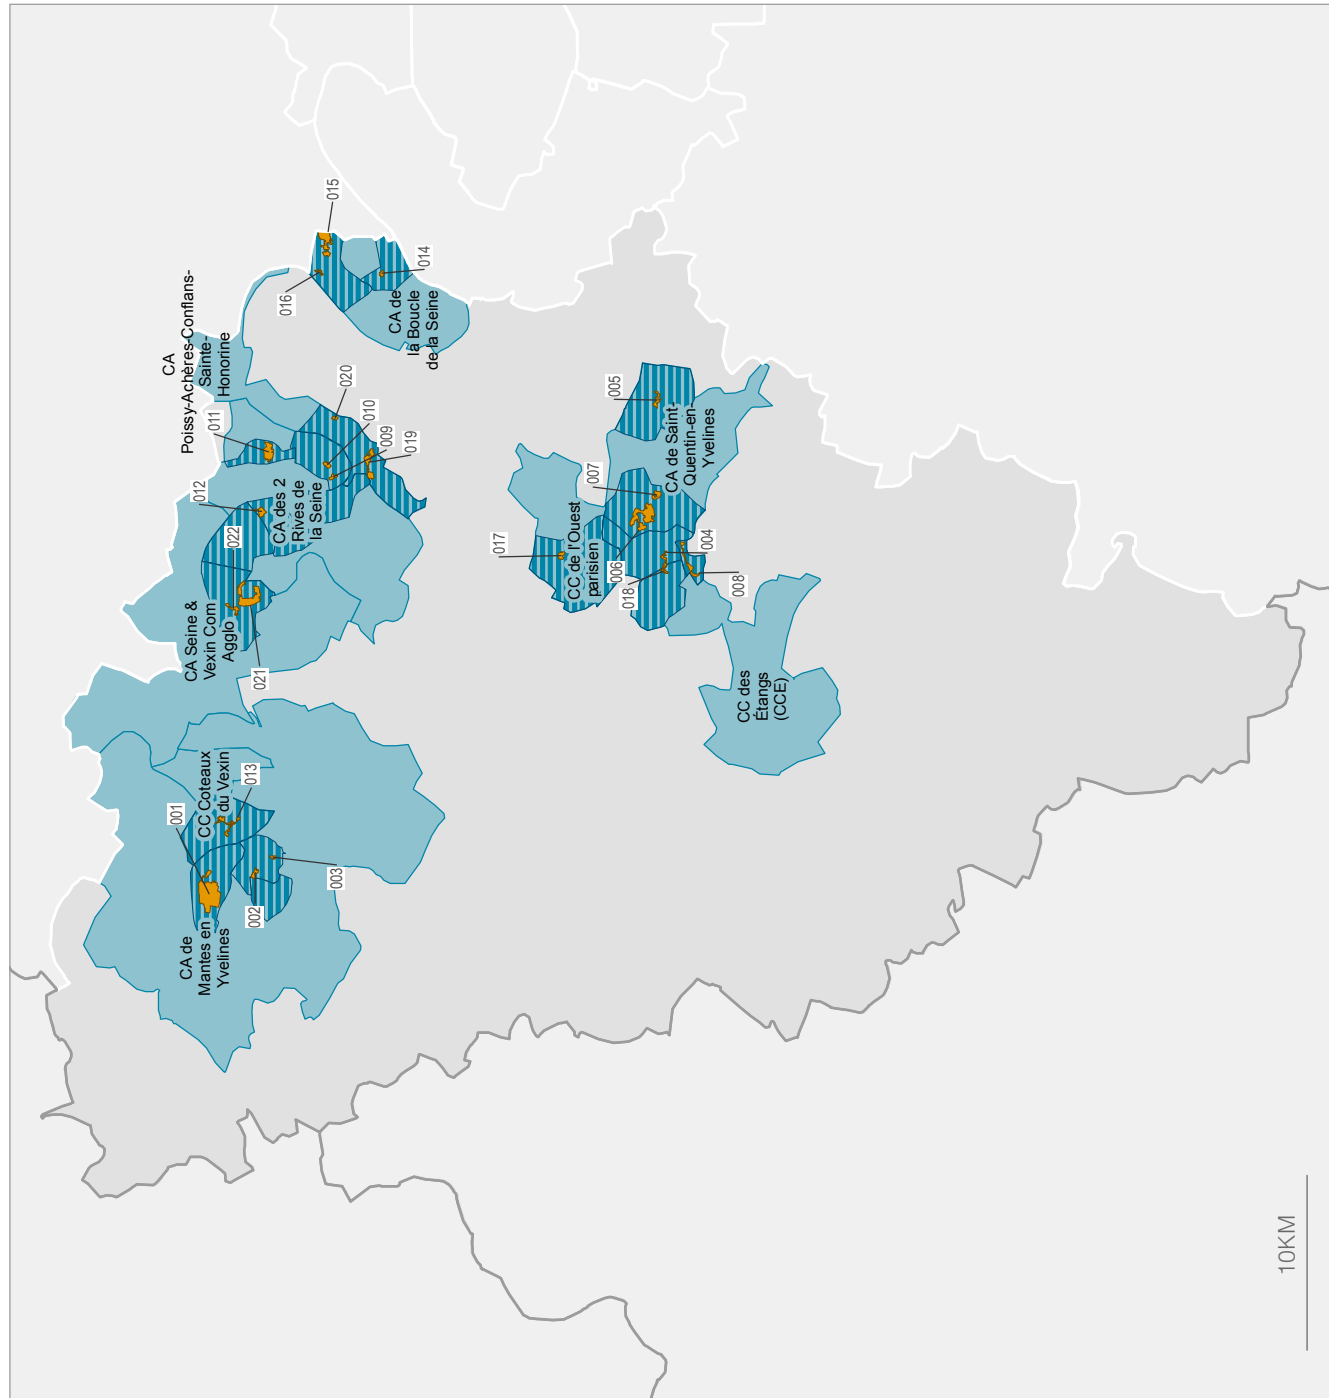 CA
Poissy-Achères-Conflans-
Sainte-
Honorine
015
016
014
CA de
la Boucle
de la Seine
011
020
010
009
019
012
CA des 2
Rives de
la Seine
022
CA Seine &
Vexin Com
Agglo
021
CC Coteaux
du Vexin
013
001
003
002
CA de
Mantes en
Yvelines
005
007
CA de Saint-
Quentin-en-
Yvelines
017
CC de l'Ouest
parisien
006
018
004
008
CC des
Étangs
(CCE)
10KM